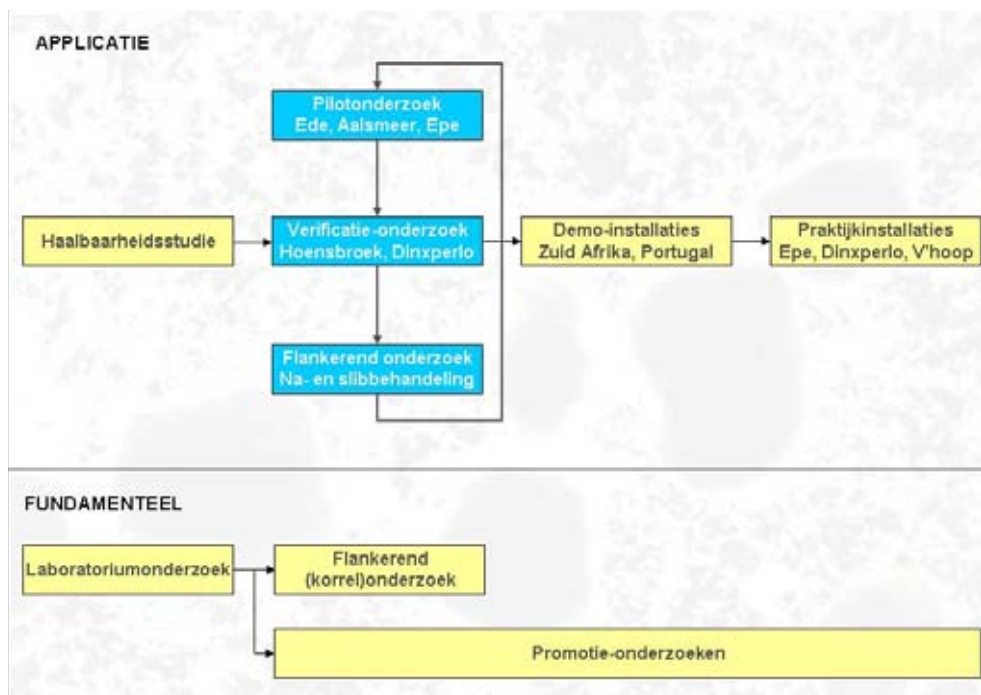 APPLICATIE
Pilotonderzoek
Ede, Aalsmeer, Epe
Haalbaarheidsstudie
Verificatie-onderzoek
Hoensbroek, Dinxperlo
Demo-installaties
Zuid Afrika, Portugal
Praktijkinstallaties
Epe, Dinxperlo, V'hoop
Flankerend onderzoek
Na- en slibbehandeling
FUNDAMENTEEL
Laboratoriumonderzoek
Flankerend
(korrel)onderzoek
Promotie-onderzoeken